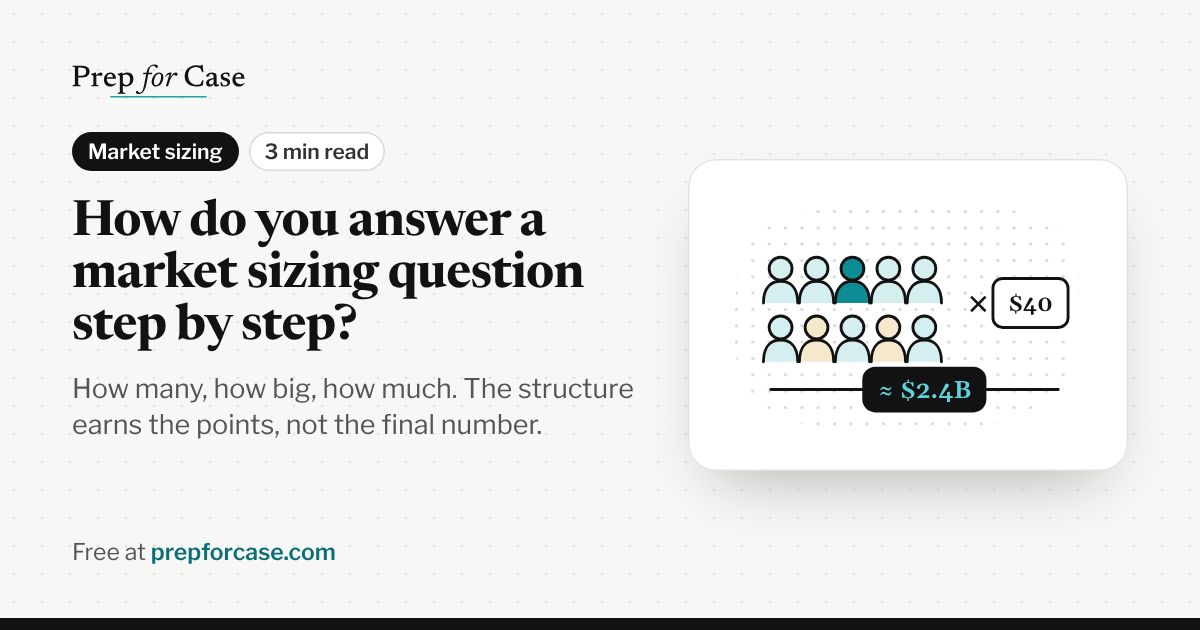 Prep for Case
Market sizing
3 min read
How do you answer a
market sizing question
step by step?
How many, how big, how much. The structure
earns the points, not the final number.
Free at prepforcase.com
× $40
≈ $2.4B